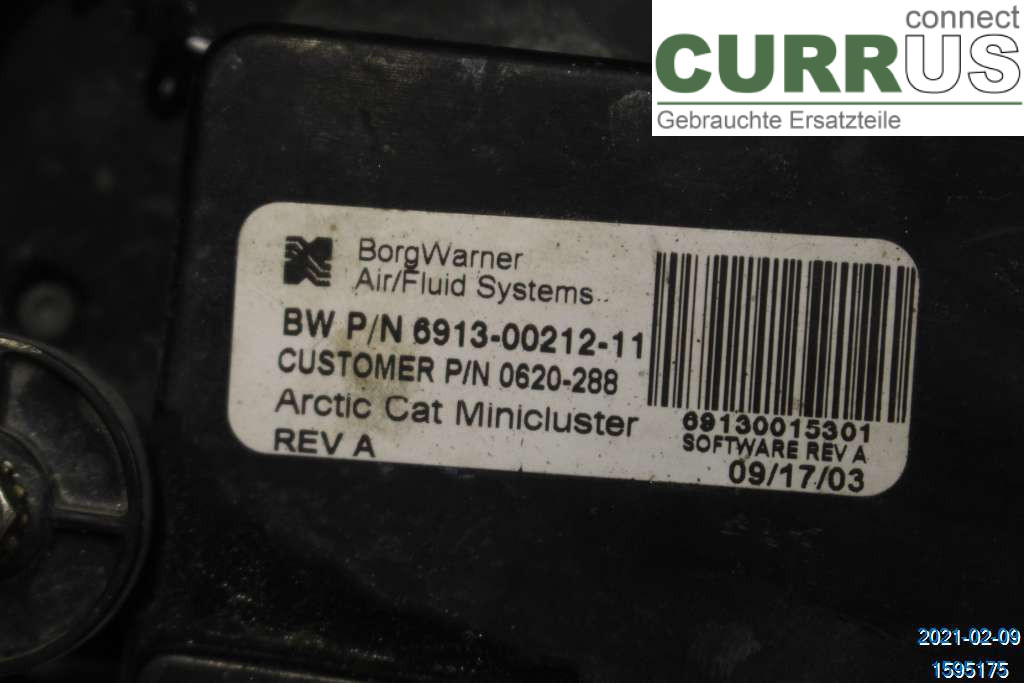 connect
CURRUS
Gebrauchte Ersatzteile
BorgWarner
Air/Fluid Systems
BW P/N 6913-00212-11
CUSTOMER P/N 0620-288
Arctic Cat Minicluster
REV A
69130015301
SOFTWARE REV A
09/17/03
2021-02-09
1595175